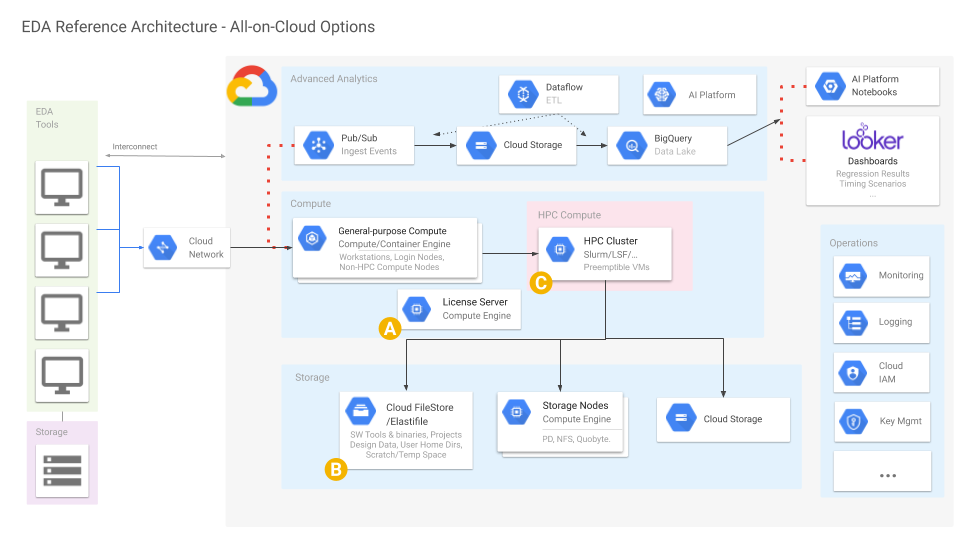 EDA Reference Architecture - All-on-Cloud Options
EDA
Tools
Interconnect
Storage
Cloud
Network
Advanced Analytics
Dataflow
ETL
AI Platform
Pub/Sub
Ingest Events
Cloud Storage
BigQuery
Data Lake
AI Platform
Notebooks
looker
Dashboards
Regression Results
Timing Scenarios
...
Compute
General-purpose Compute
Compute/Container Engine
Workstations, Login Nodes,
Non-HPC Compute Nodes
HPC Compute
HPC Cluster
Slurm/LSF/...
Preemptible VMs
C
License Server
Compute Engine
A
Storage
Cloud FileStore
/Elastifile
SW Tools & binaries, Projects
Design Data, User Home Dirs,
Scratch/Temp Space
B
Storage Nodes
Compute Engine
PD, NFS, Quobyte.
Cloud Storage
Operations
Monitoring
Logging
Cloud
IAM
Key Mgmt
...